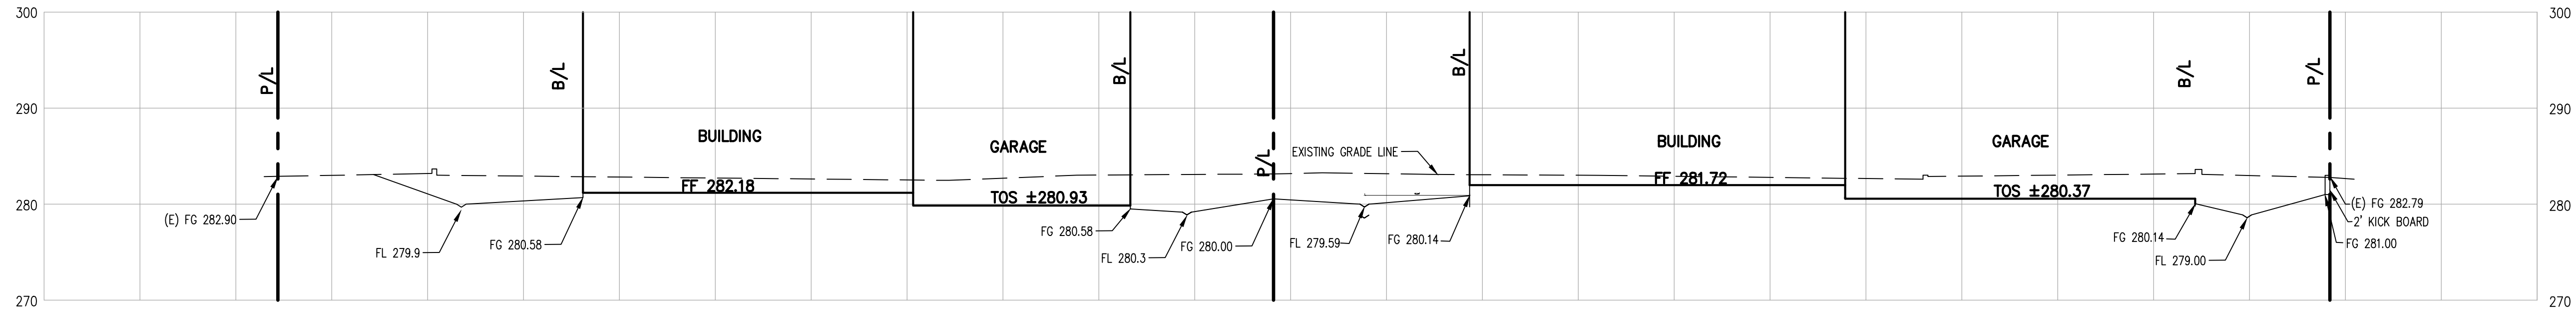 300
300
P/L
B/L
B/L
B/L
B/L
P/L
290
290
BUILDING
GARAGE
P/L
EXISTING GRADE LINE
BUILDING
GARAGE
FF 282.18
TOS ±280.93
FF 281.72
TOS ±280.37
280
280
(E) FG 282.90
FL 279.9
FG 280.58
FG 280.58
FL 280.3
FG 280.00
FL 279.59
FG 280.14
FG 280.14
FL 279.00
(E) FG 282.79
2' KICK BOARD
FG 281.00
270
270